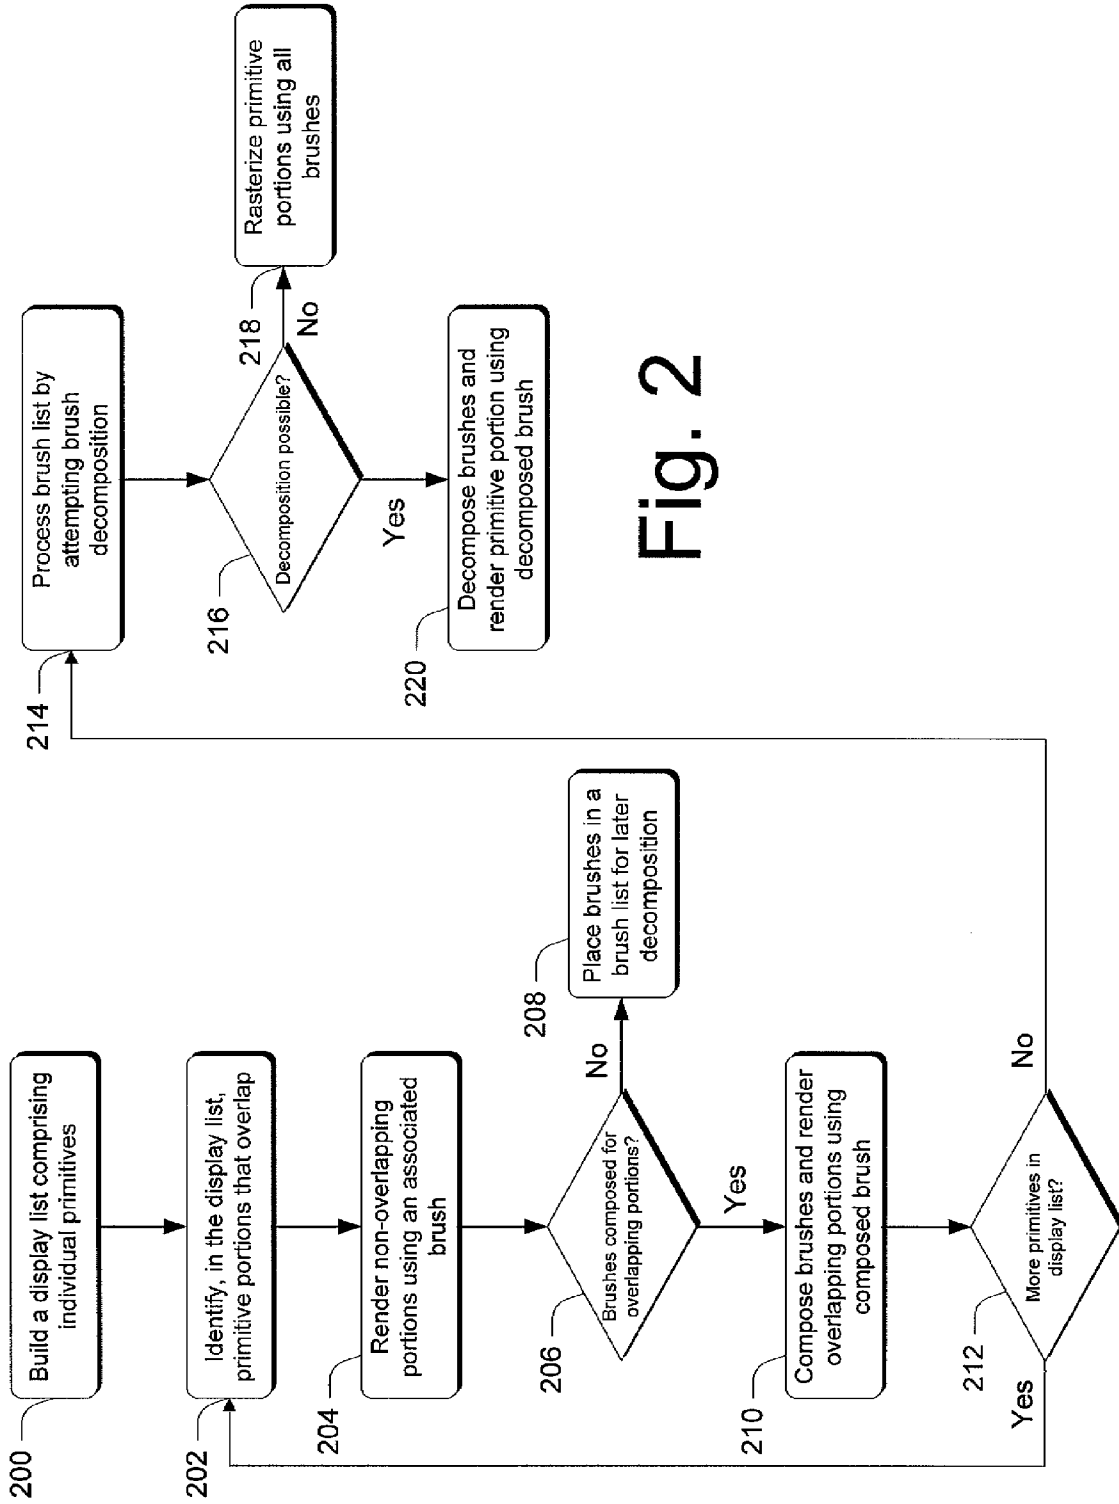 200
Build a display list comprising
individual primitives
202
Identify, in the display list,
primitive portions that overlap
204
Render non-overlapping
portions using an associated
brush
206
Brushes composed for
overlapping portions?
No
208
Place brushes in a
brush list for later
decomposition
Yes
210
Compose brushes and render
overlapping portions using
composed brush
212
More primitives in
display list?
Yes
No
214
Process brush list by
attempting brush
decomposition
216
Decomposition possible?
No
218
Rasterize primitive
portions using all
brushes
Yes
220
Decompose brushes and
render primitive portion using
decomposed brush
Fig. 2